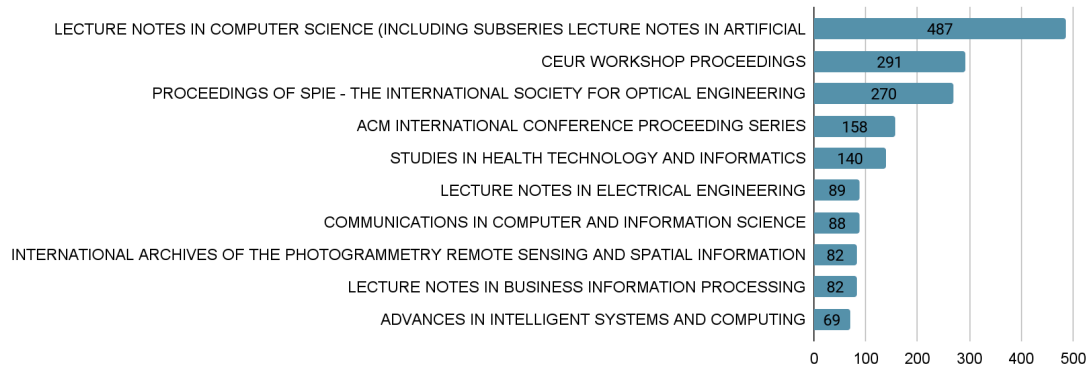 LECTURE NOTES IN COMPUTER SCIENCE (INCLUDING SUBSERIES LECTURE NOTES IN ARTIFICIAL 487
CEUR WORKSHOP PROCEEDINGS 291
PROCEEDINGS OF SPIE - THE INTERNATIONAL SOCIETY FOR OPTICAL ENGINEERING 270
ACM INTERNATIONAL CONFERENCE PROCEEDING SERIES 158
STUDIES IN HEALTH TECHNOLOGY AND INFORMATICS 140
LECTURE NOTES IN ELECTRICAL ENGINEERING 89
COMMUNICATIONS IN COMPUTER AND INFORMATION SCIENCE 88
INTERNATIONAL ARCHIVES OF THE PHOTOGRAMMETRY REMOTE SENSING AND SPATIAL INFORMATION 82
LECTURE NOTES IN BUSINESS INFORMATION PROCESSING 82
ADVANCES IN INTELLIGENT SYSTEMS AND COMPUTING 69
0 100 200 300 400 500